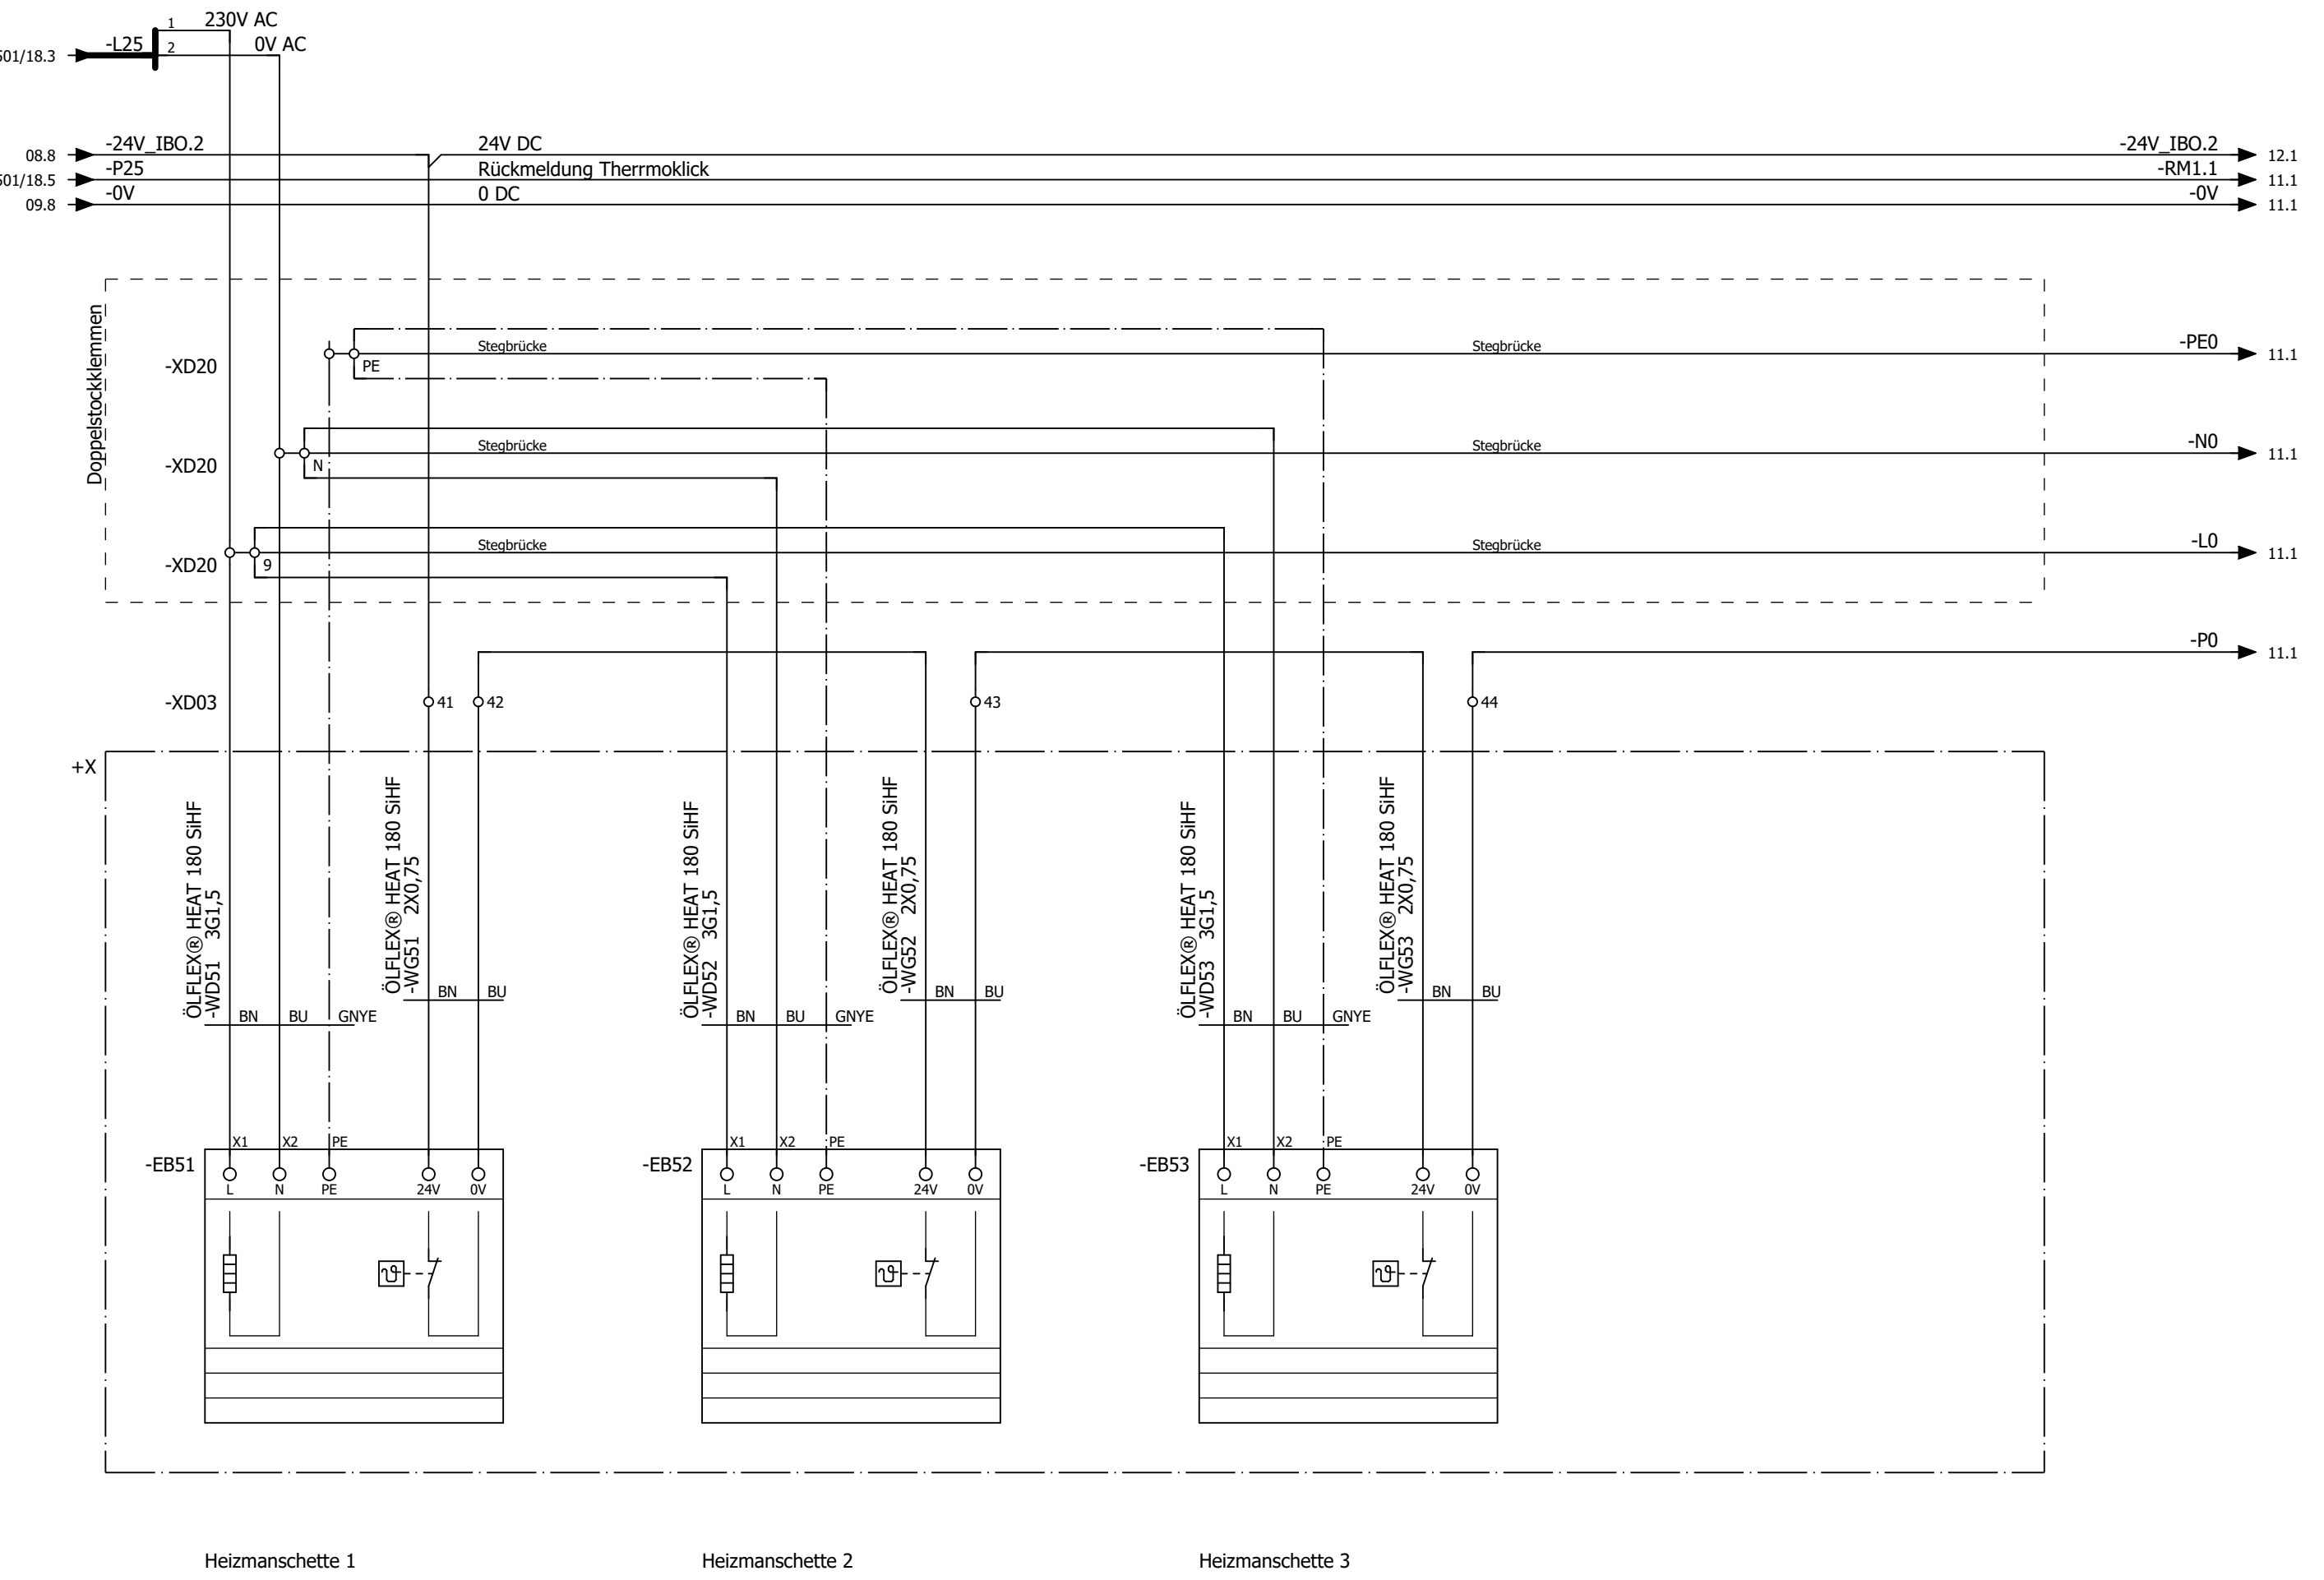 1 230V AC
-L25 2 0V AC
501/18.3
-24V_IBO.2 24V DC -24V_IBO.2
08.8 12.1
-P25 Rückmeldung Therrmoklick -RM1.1
501/18.5 11.1
-0V 0 DC -0V
09.8 11.1
Doppelstockklemmen
Stegbrücke Stegbrücke -PE0
-XD20 PE 11.1
Stegbrücke Stegbrücke -N0
-XD20 N 11.1
Stegbrücke Stegbrücke -L0
-XD20 9 11.1
-P0
11.1
-XD03 41 42 43 44
+X
ÖLFLEX® HEAT 180 SiHF
-WD51 3G1,5
ÖLFLEX® HEAT 180 SiHF
-WG51 2X0,75
ÖLFLEX® HEAT 180 SiHF
-WD52 3G1,5
ÖLFLEX® HEAT 180 SiHF
-WG52 2X0,75
ÖLFLEX® HEAT 180 SiHF
-WD53 3G1,5
ÖLFLEX® HEAT 180 SiHF
-WG53 2X0,75
BN BU BN BU BN BU
BN BU GNYE BN BU GNYE BN BU GNYE
X1 X2 PE X1 X2 PE X1 X2 PE
-EB51 -EB52 -EB53
L N PE 24V 0V L N PE 24V 0V L N PE 24V 0V
Heizmanschette 1 Heizmanschette 2 Heizmanschette 3